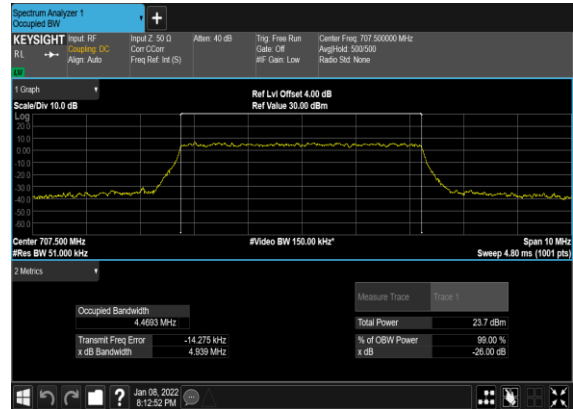 Spectrum Analyzer 1
Occupied BW
+
KEYSIGHT Input: RF Input Z: 50 Ω Atten: 40 dB Trig: Free Run Center Freq: 707.500000 MHz
RL Coupling: DC Corr CCorr Gate: Off Avg|Hold: 500/500
Align: Auto Freq Ref: Int (S) #IF Gain: Low Radio Std: None
LW
1 Graph
Ref Lvl Offset 4.00 dB
Scale/Div 10.0 dB Ref Value 30.00 dBm
Log
20.0
10.0
0.00
-10.0
-20.0
-30.0
-40.0
-50.0
-60.0
Center 707.500 MHz #Video BW 150.00 kHz* Span 10 MHz
#Res BW 51.000 kHz Sweep 4.80 ms (1001 pts)
2 Metrics
Measure Trace Trace 1
Occupied Bandwidth
4.4693 MHz Total Power 23.7 dBm
Transmit Freq Error -14.275 kHz % of OBW Power 99.00 %
x dB Bandwidth 4.939 MHz x dB -26.00 dB
? Jan 08, 2022
8:12:52 PM